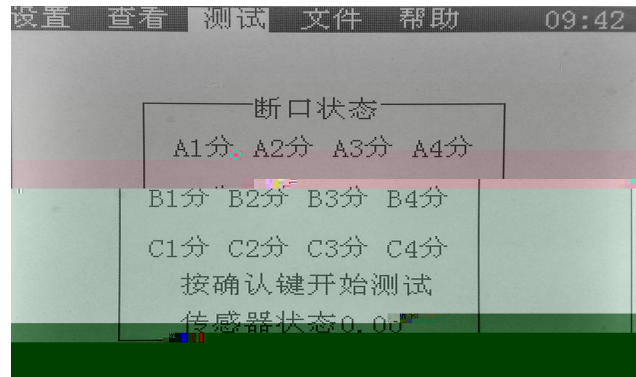 设置 查看 测试 文件 帮助 09:42
断口状态
A1分 A2分 A3分 A4分
B1分 B2分 B3分 B4分
C1分 C2分 C3分 C4分
按确认键开始测试
传感器状态0.00